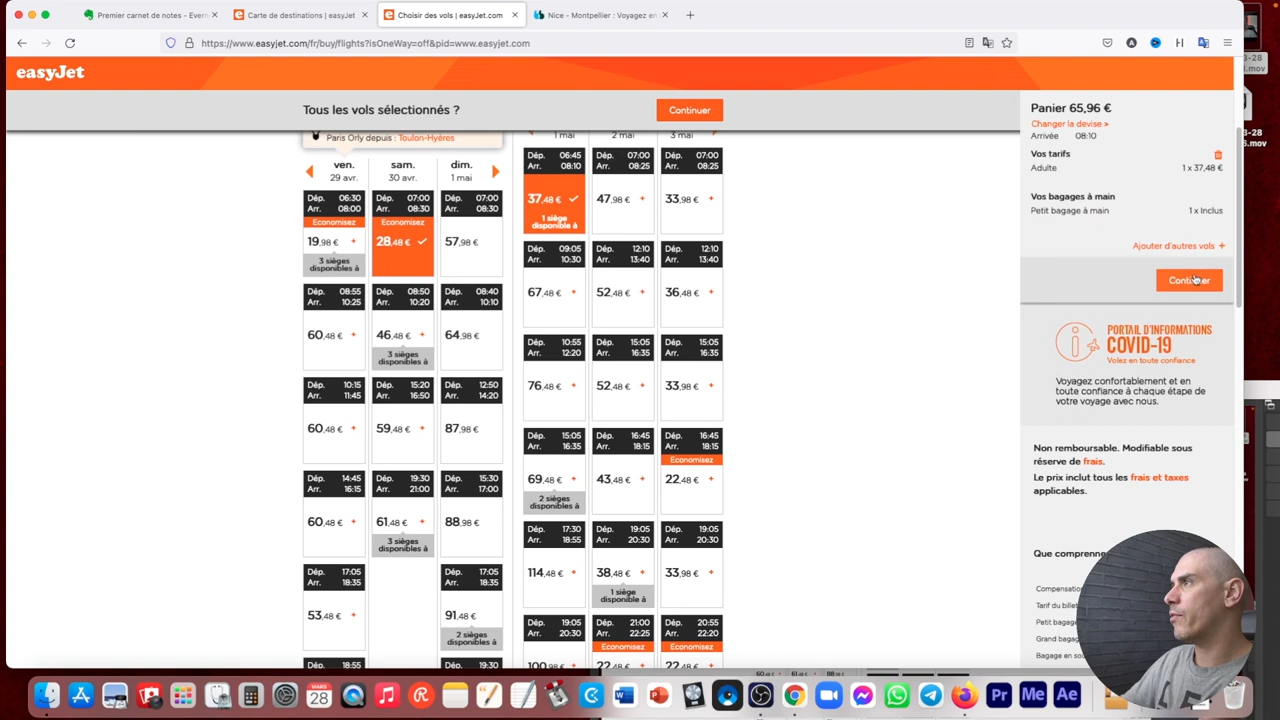 Premier carnet de notes - Evern
Carte de destinations | easyJet
Choisir des vols | easyJet.com
Nice - Montpellier : Voyagez en
https://www.easyjet.com/fr/buy/flights?isOneWay=off&pid=www.easyjet.com
easyJet
Tous les vols sélectionnés ?
Continuer
Paris Orly depuis : Toulon-Hyères
ven.
29 avr.
sam.
30 avr.
dim.
1 mai
Dép. 06:30
Arr. 08:00
Economisez
19,98 €
3 sièges
disponibles à
Dép. 07:00
Arr. 08:30
Economisez
28,48 €
Dép. 07:00
Arr. 08:30
57,98 €
Dép. 08:55
Arr. 10:25
60,48 €
Dép. 08:50
Arr. 10:20
46,48 €
3 sièges
disponibles à
Dép. 08:40
Arr. 10:10
64,98 €
Dép. 10:15
Arr. 11:45
60,48 €
Dép. 15:20
Arr. 16:50
59,48 €
Dép. 12:50
Arr. 14:20
87,98 €
Dép. 14:45
Arr. 16:15
60,48 €
Dép. 19:30
Arr. 21:00
61,48 €
3 sièges
disponibles à
Dép. 15:30
Arr. 17:00
88,98 €
Dép. 17:05
Arr. 18:35
53,48 €
Dép. 17:05
Arr. 18:35
91,48 €
2 sièges
disponibles à
Dép. 18:55
Dép. 19:30
1 mai
2 mai
3 mai
Dép. 06:45
Arr. 08:10
37,48 €
1 siège
disponible à
Dép. 07:00
Arr. 08:25
47,98 €
Dép. 07:00
Arr. 08:25
33,98 €
Dép. 09:05
Arr. 10:30
67,48 €
Dép. 12:10
Arr. 13:40
52,48 €
Dép. 12:10
Arr. 13:40
36,48 €
Dép. 10:55
Arr. 12:20
76,48 €
Dép. 15:05
Arr. 16:35
52,48 €
Dép. 15:05
Arr. 16:35
33,98 €
Dép. 15:05
Arr. 16:35
69,48 €
2 sièges
disponibles à
Dép. 16:45
Arr. 18:15
43,48 €
Dép. 16:45
Arr. 18:15
Economisez
22,48 €
Dép. 17:30
Arr. 18:55
114,48 €
Dép. 19:05
Arr. 20:30
38,48 €
1 siège
disponible à
Dép. 19:05
Arr. 20:30
33,98 €
Dép. 19:05
Arr. 20:30
100,98 €
Dép. 21:00
Arr. 22:25
Economisez
22,48 €
Dép. 20:55
Arr. 22:20
Economisez
22,48 €
Panier 65,96 €
Changer la devise >
Arrivée 08:10
Vos tarifs
Adulte 1 x 37,48 €
Vos bagages à main
Petit bagage à main 1 x Inclus
Ajouter d'autres vols +
Continuer
PORTAIL D'INFORMATIONS
COVID-19
Volez en toute confiance
Voyagez confortablement et en
toute confiance à chaque étape de
votre voyage avec nous.
Non remboursable. Modifiable sous
réserve de frais.
Le prix inclut tous les frais et taxes
applicables.
Que comprenne
Compensation
Tarif du billet
Petit bagage
Grand bagag
Bagage en so
MARS
28
Pr
Me
Ae